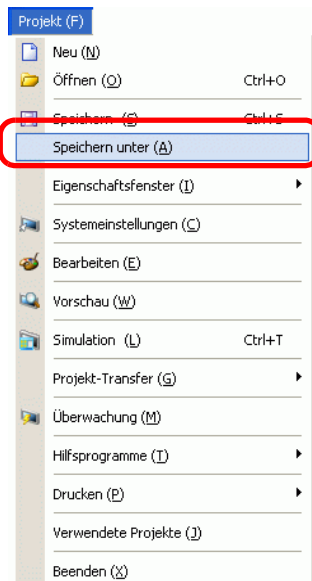 Projekt (F)
Neu (N)
Öffnen (O) Ctrl+O
Speichern (S) Ctrl+S
Speichern unter (A)
Eigenschaftsfenster (I)
Systemeinstellungen (C)
Bearbeiten (E)
Vorschau (W)
Simulation (L) Ctrl+T
Projekt-Transfer (G)
Überwachung (M)
Hilfsprogramme (T)
Drucken (P)
Verwendete Projekte (J)
Beenden (X)